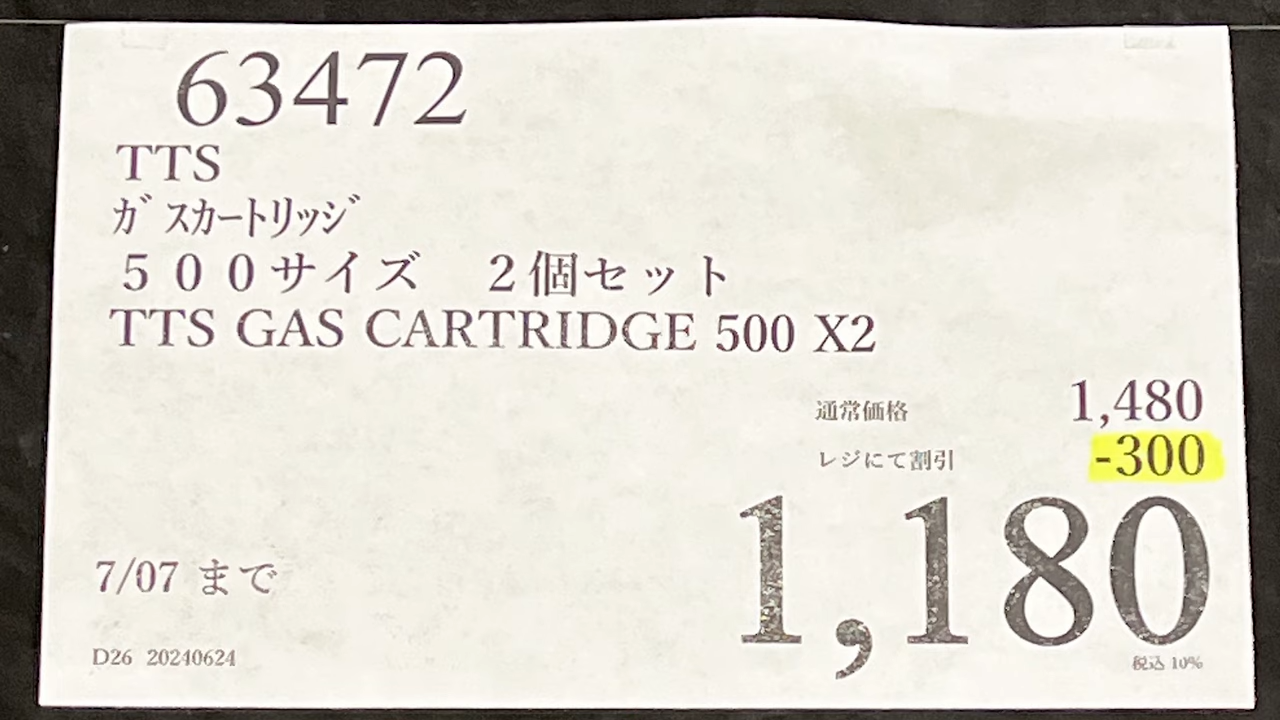 63472
TTS
ガスカートリッジ
５００サイズ　２個セット
TTS GAS CARTRIDGE 500 X2
通常価格 1,480
レジにて割引 -300
1,180
7/07 まで
D26 20240624
税込 10%